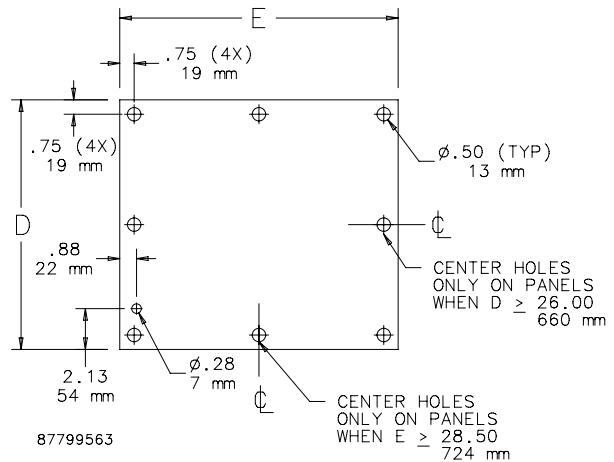 E
.75 (4X)
19 mm
.75 (4X)
19 mm
ø.50 (TYP)
13 mm
D
℄
.88
22 mm
CENTER HOLES
ONLY ON PANELS
WHEN D ≥ 26.00
660 mm
ø.28
7 mm
2.13
54 mm
℄
CENTER HOLES
ONLY ON PANELS
WHEN E ≥ 28.50
724 mm
87799563